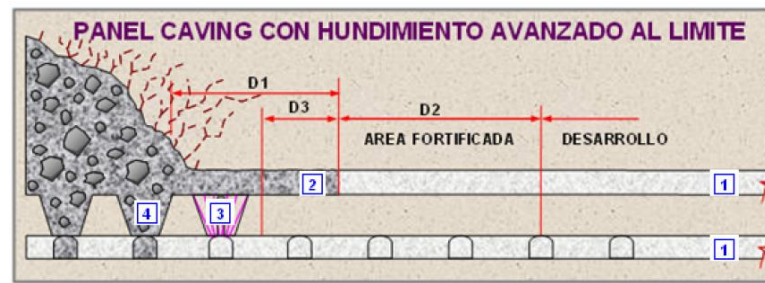 PANEL CAVING CON HUNDIMIENTO AVANZADO AL LIMITE
D1
D3
D2
AREA FORTIFICADA
DESARROLLO
2
1
4
3
1